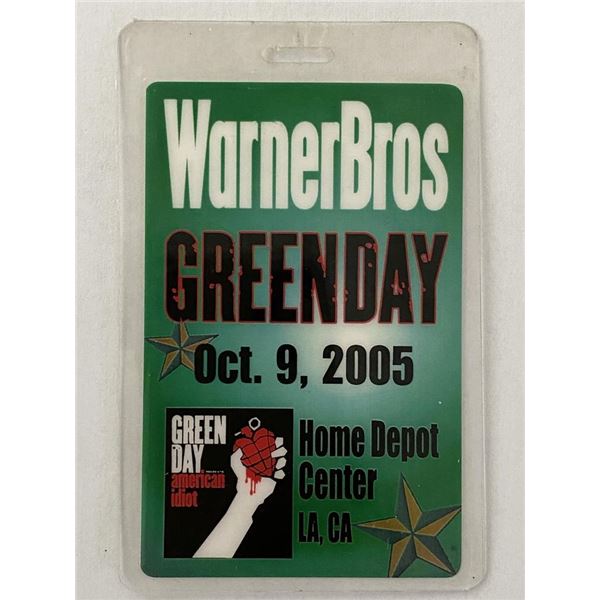 WarnerBros
GREENDAY
Oct. 9, 2005
GREEN
DAY
american
idiot
Home Depot
Center
LA, CA